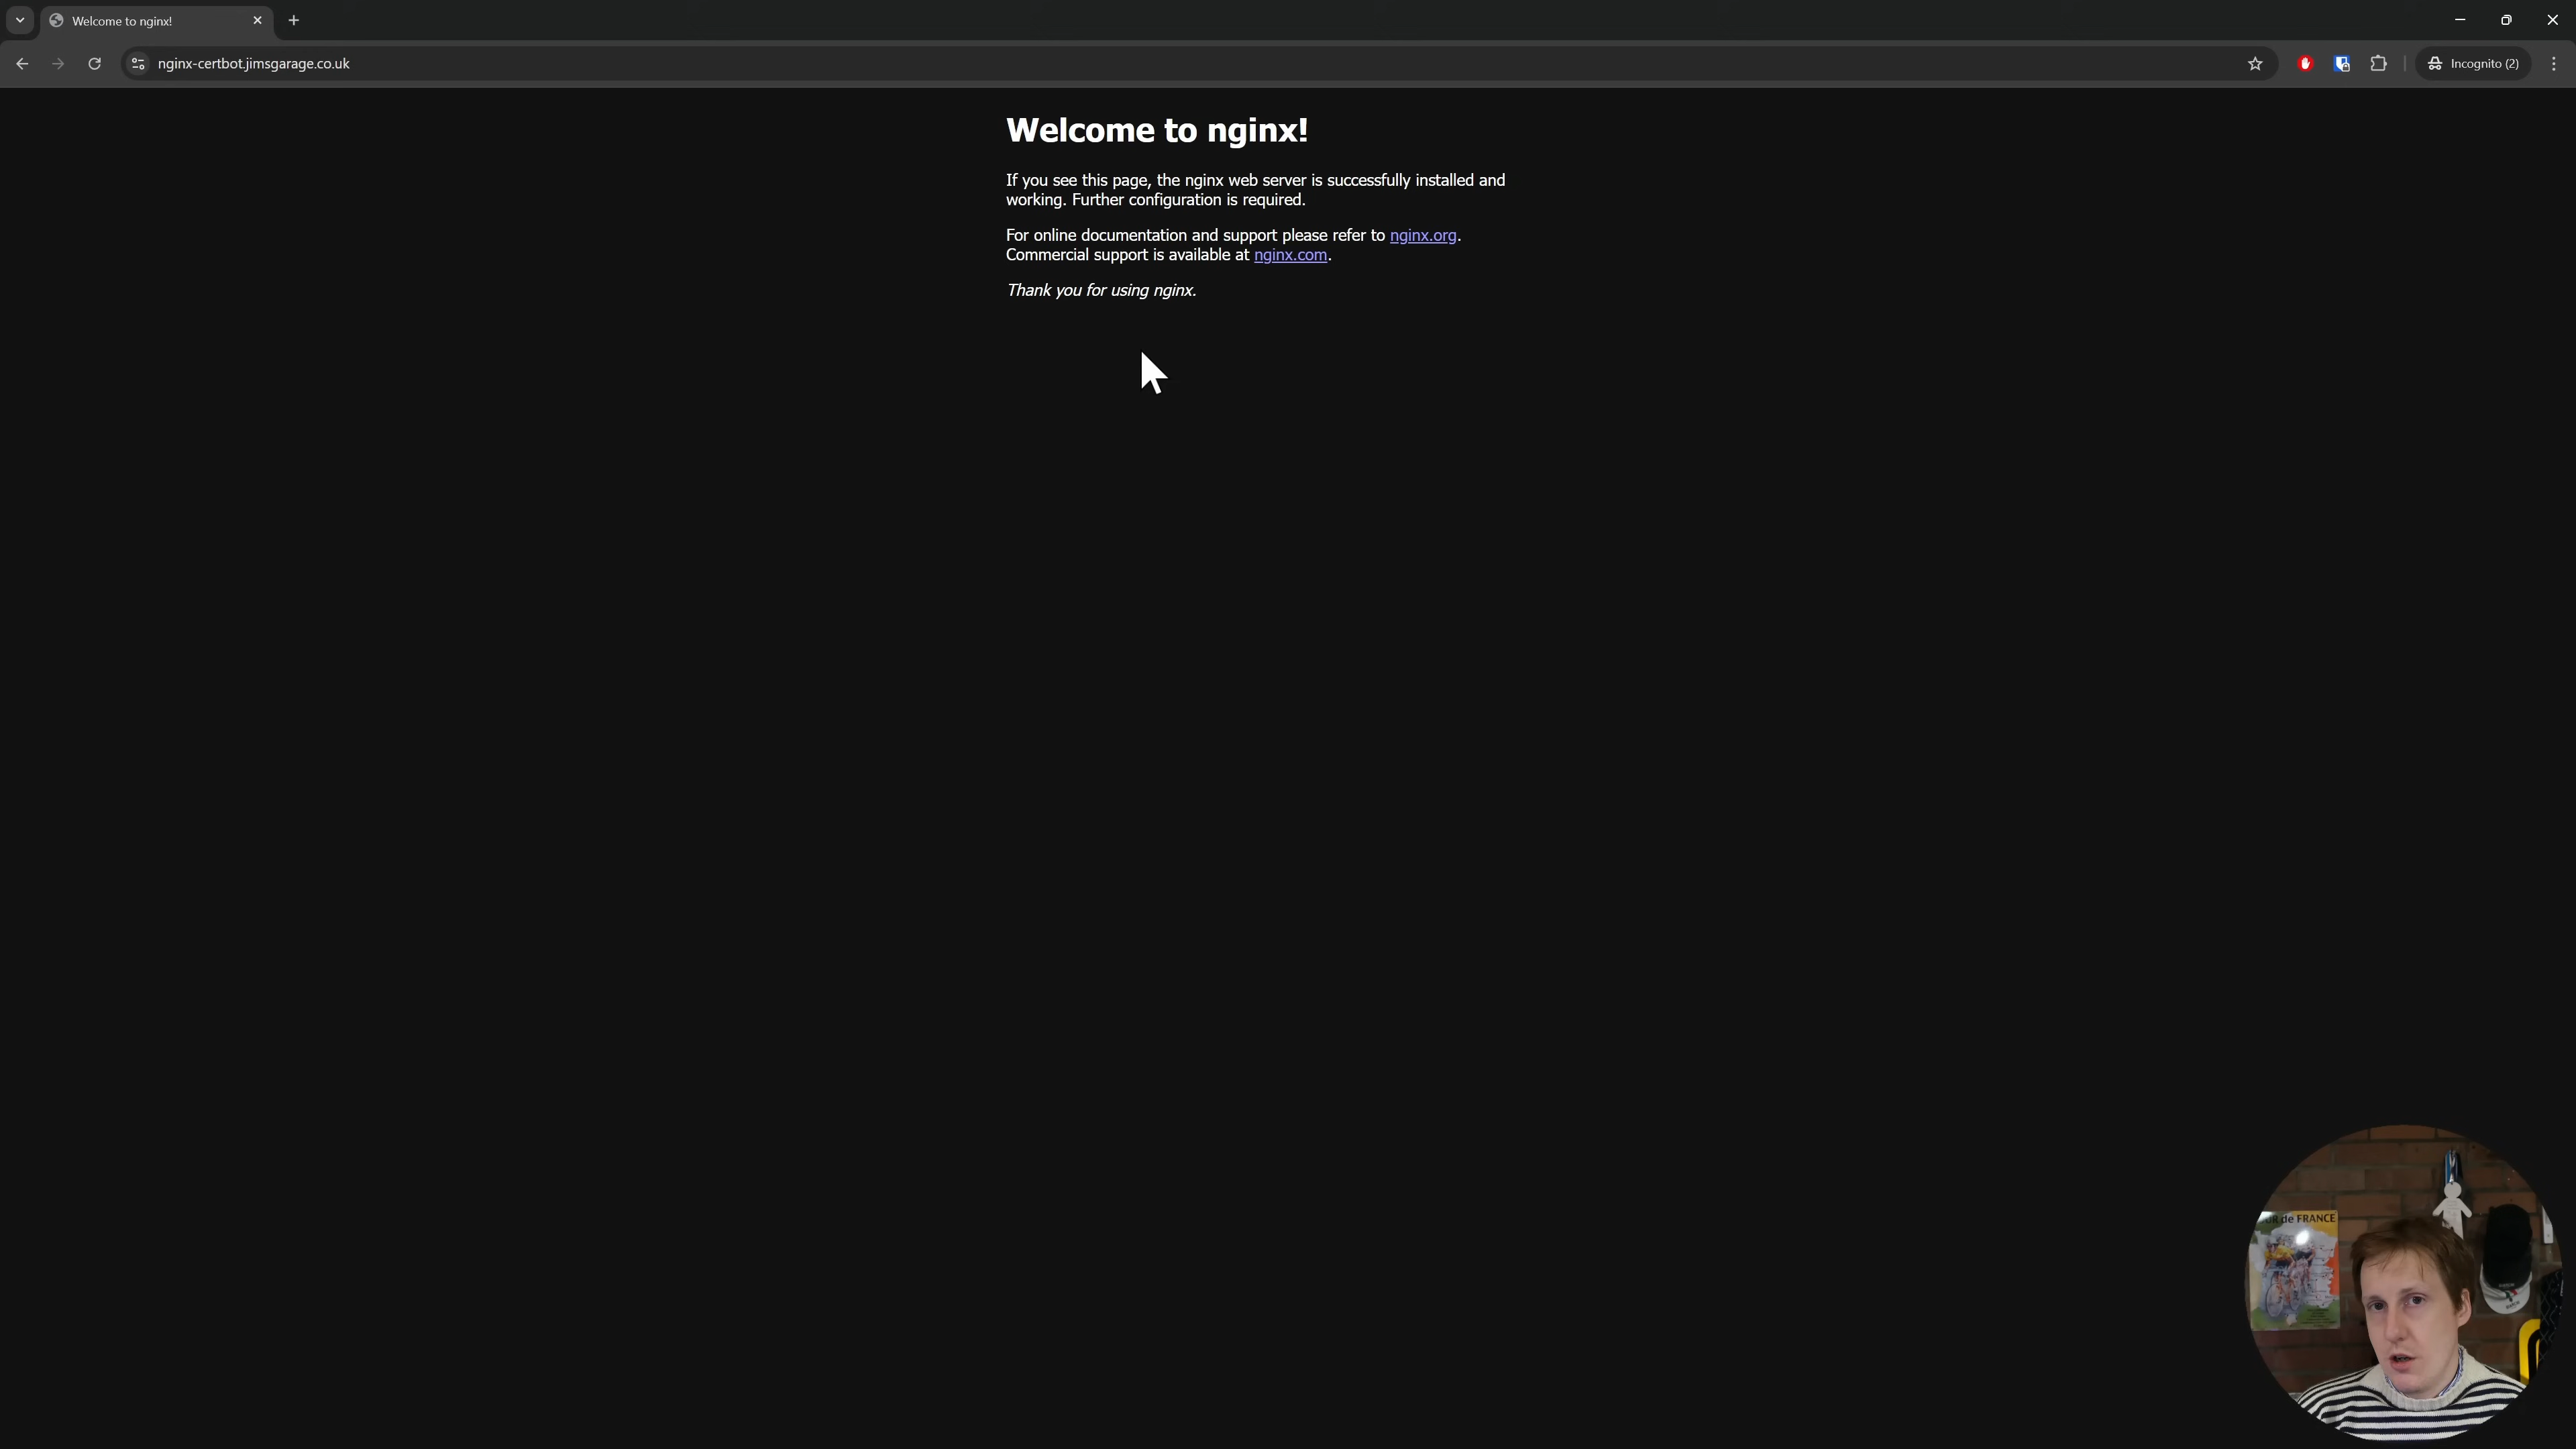 Welcome to nginx!
nginx-certbot.jimsgarage.co.uk
Incognito (2)
Welcome to nginx!
If you see this page, the nginx web server is successfully installed and
working. Further configuration is required.
For online documentation and support please refer to nginx.org.
Commercial support is available at nginx.com.
Thank you for using nginx.
de FRANCE